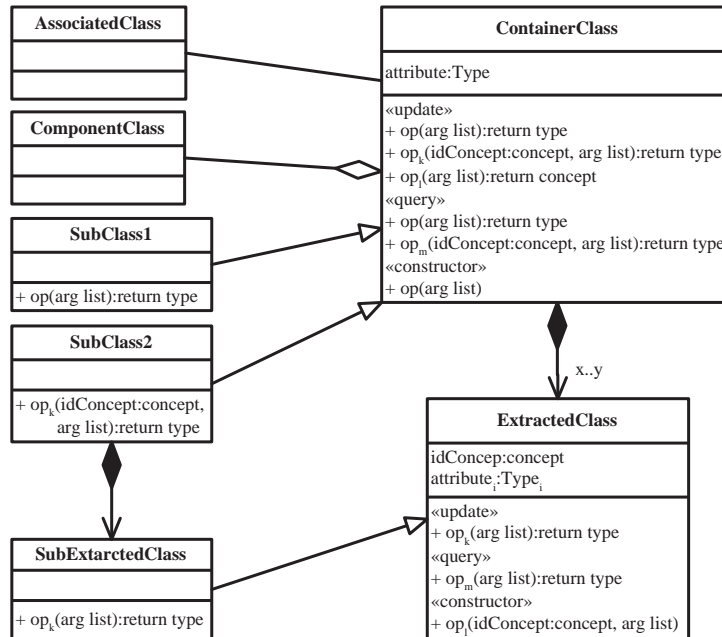 AssociatedClass
ComponentClass
SubClass1
+ op(arg list):return type
SubClass2
+ opk(idConcept:concept,
arg list):return type
SubExtarctedClass
+ opk(arg list):return type
ContainerClass
attribute:Type
«update»
+ op(arg list):return type
+ opk(idConcept:concept, arg list):return type
+ opl(arg list):return concept
«query»
+ op(arg list):return type
+ opm(idConcept:concept, arg list):return type
«constructor»
+ op(arg list)
x..y
ExtractedClass
idConcep:concept
attributei:Typei
«update»
+ opk(arg list):return type
«query»
+ opm(arg list):return type
«constructor»
+ opl(idConcept:concept, arg list)